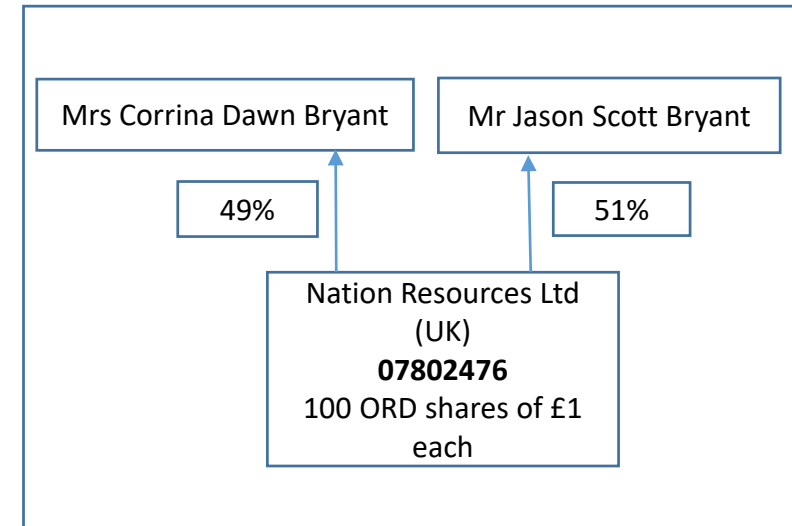 Mrs Corrina Dawn Bryant
Mr Jason Scott Bryant
49%
51%
Nation Resources Ltd
(UK)
07802476
100 ORD shares of £1
each